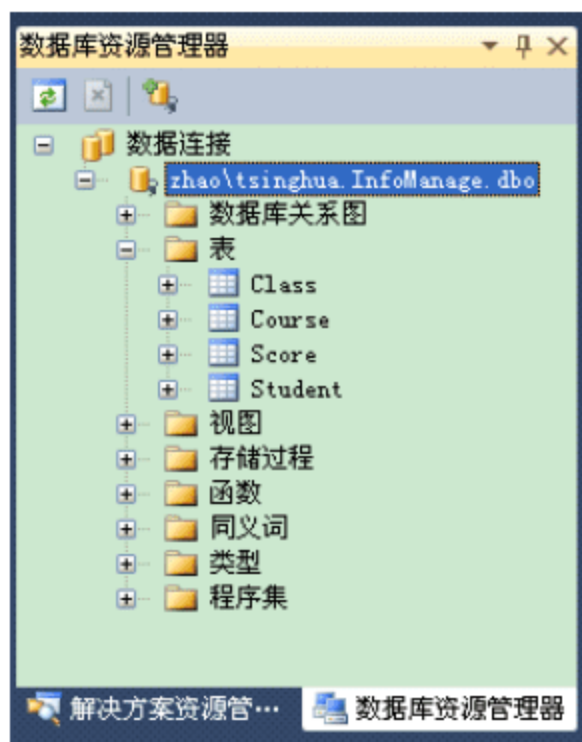 数据库资源管理器
数据连接
zhao\tsinghua.InfoManage.dbo
数据库关系图
表
Class
Course
Score
Student
视图
存储过程
函数
同义词
类型
程序集
解决方案资源管…
数据库资源管理器